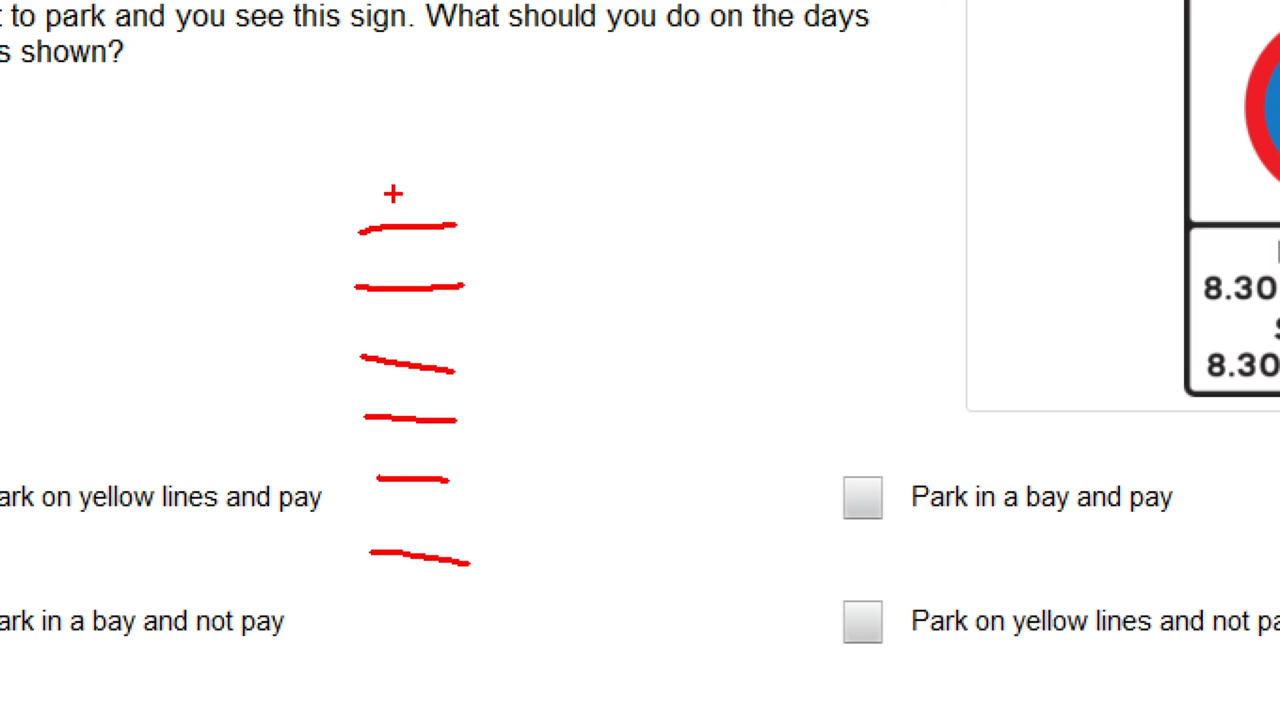 to park and you see this sign. What should you do on the days
shown?
8.30
8.30
ark on yellow lines and pay
Park in a bay and pay
ark in a bay and not pay
Park on yellow lines and not pa